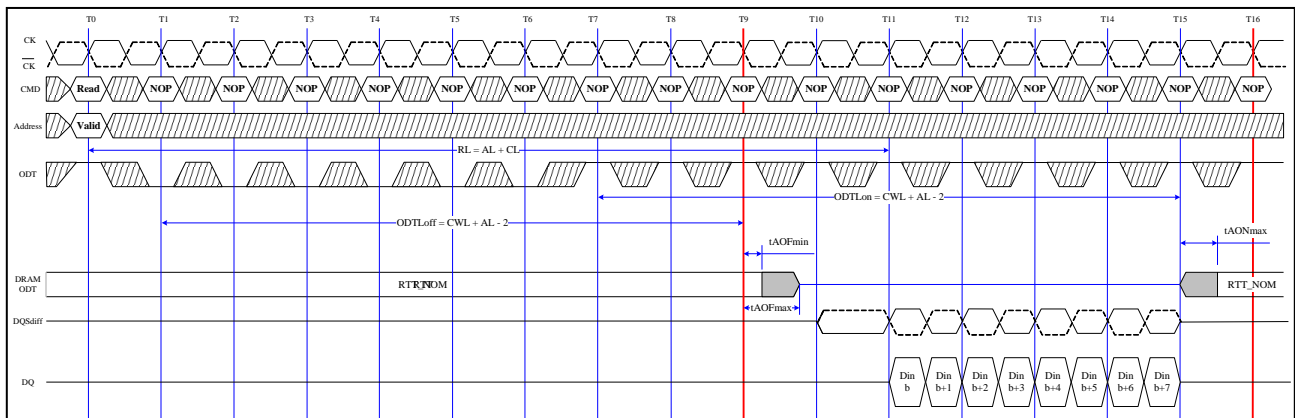 T0 T1 T2 T3 T4 T5 T6 T7 T8 T9 T10 T11 T12 T13 T14 T15 T16
CK
CK
CMD Read NOP NOP NOP NOP NOP NOP NOP NOP NOP NOP NOP NOP NOP NOP NOP NOP
Address Valid
RL = AL + CL
ODT
ODTLon = CWL + AL - 2
ODTLoff = CWL + AL - 2
tAOFmin tAONmax
DRAM
ODT
RTT_NOM RTT_NOM
tAOFmax
DQSdiff
DQ
Din
b
Din
b+1
Din
b+2
Din
b+3
Din
b+4
Din
b+5
Din
b+6
Din
b+7